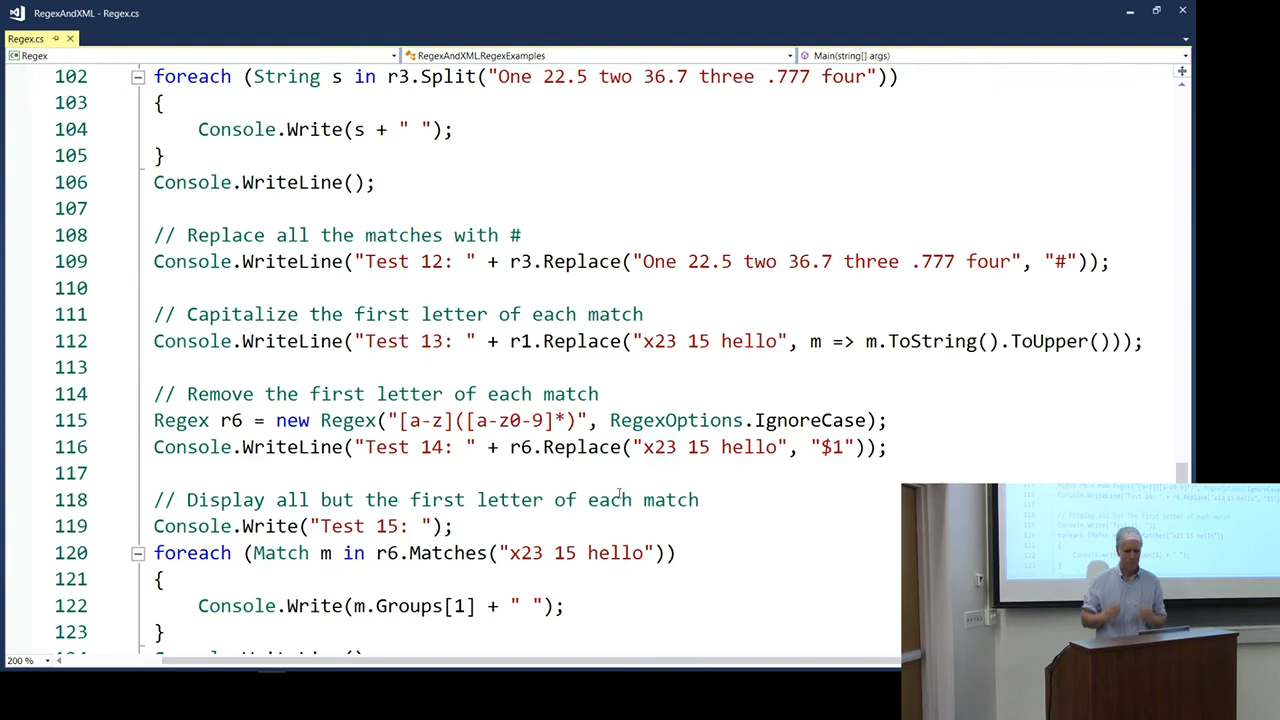 RegexAndXML - Regex.cs
Regex.cs
Regex
RegexAndXML.RegexExamples
Main(string[] args)
102 foreach (String s in r3.Split("One 22.5 two 36.7 three .777 four"))
103 {
104 Console.Write(s + " ");
105 }
106 Console.WriteLine();
107
108 // Replace all the matches with #
109 Console.WriteLine("Test 12: " + r3.Replace("One 22.5 two 36.7 three .777 four", "#"));
110
111 // Capitalize the first letter of each match
112 Console.WriteLine("Test 13: " + r1.Replace("x23 15 hello", m => m.ToString().ToUpper()));
113
114 // Remove the first letter of each match
115 Regex r6 = new Regex("[a-z]([a-z0-9]*)", RegexOptions.IgnoreCase);
116 Console.WriteLine("Test 14: " + r6.Replace("x23 15 hello", "$1"));
117
118 // Display all but the first letter of each match
119 Console.Write("Test 15: ");
120 foreach (Match m in r6.Matches("x23 15 hello"))
121 {
122 Console.Write(m.Groups[1] + " ");
123 }
200 %